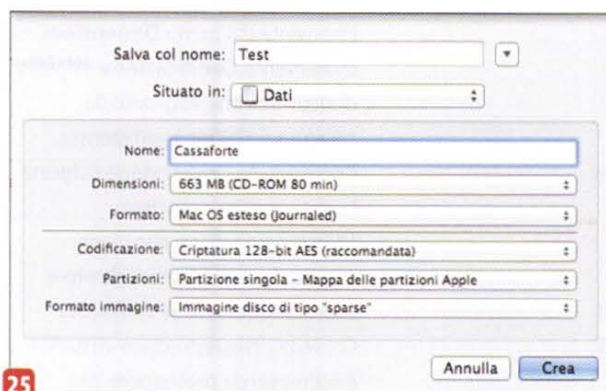 Salva col nome: Test
Situato in: Dati
Nome: Cassaforte
Dimensioni: 663 MB (CD-ROM 80 min)
Formato: Mac OS esteso (Journaled)
Codificazione: Criptatura 128-bit AES (raccomandata)
Partizioni: Partizione singola - Mappa delle partizioni Apple
Formato immagine: Immagine disco di tipo "sparse"
Annulla Crea
25